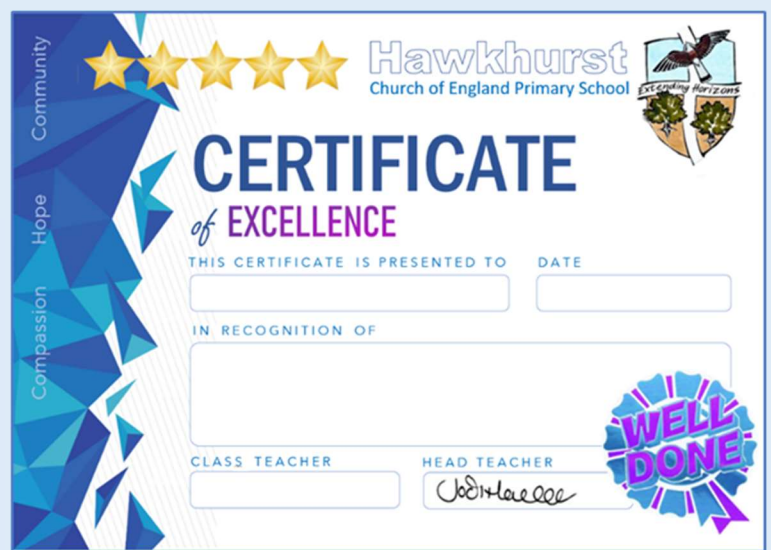 Community
Hope
Compassion
Hawkhurst
Church of England Primary School
Extending Horizons
CERTIFICATE
of EXCELLENCE
THIS CERTIFICATE IS PRESENTED TO DATE
IN RECOGNITION OF
WELL
DONE
CLASS TEACHER HEAD TEACHER